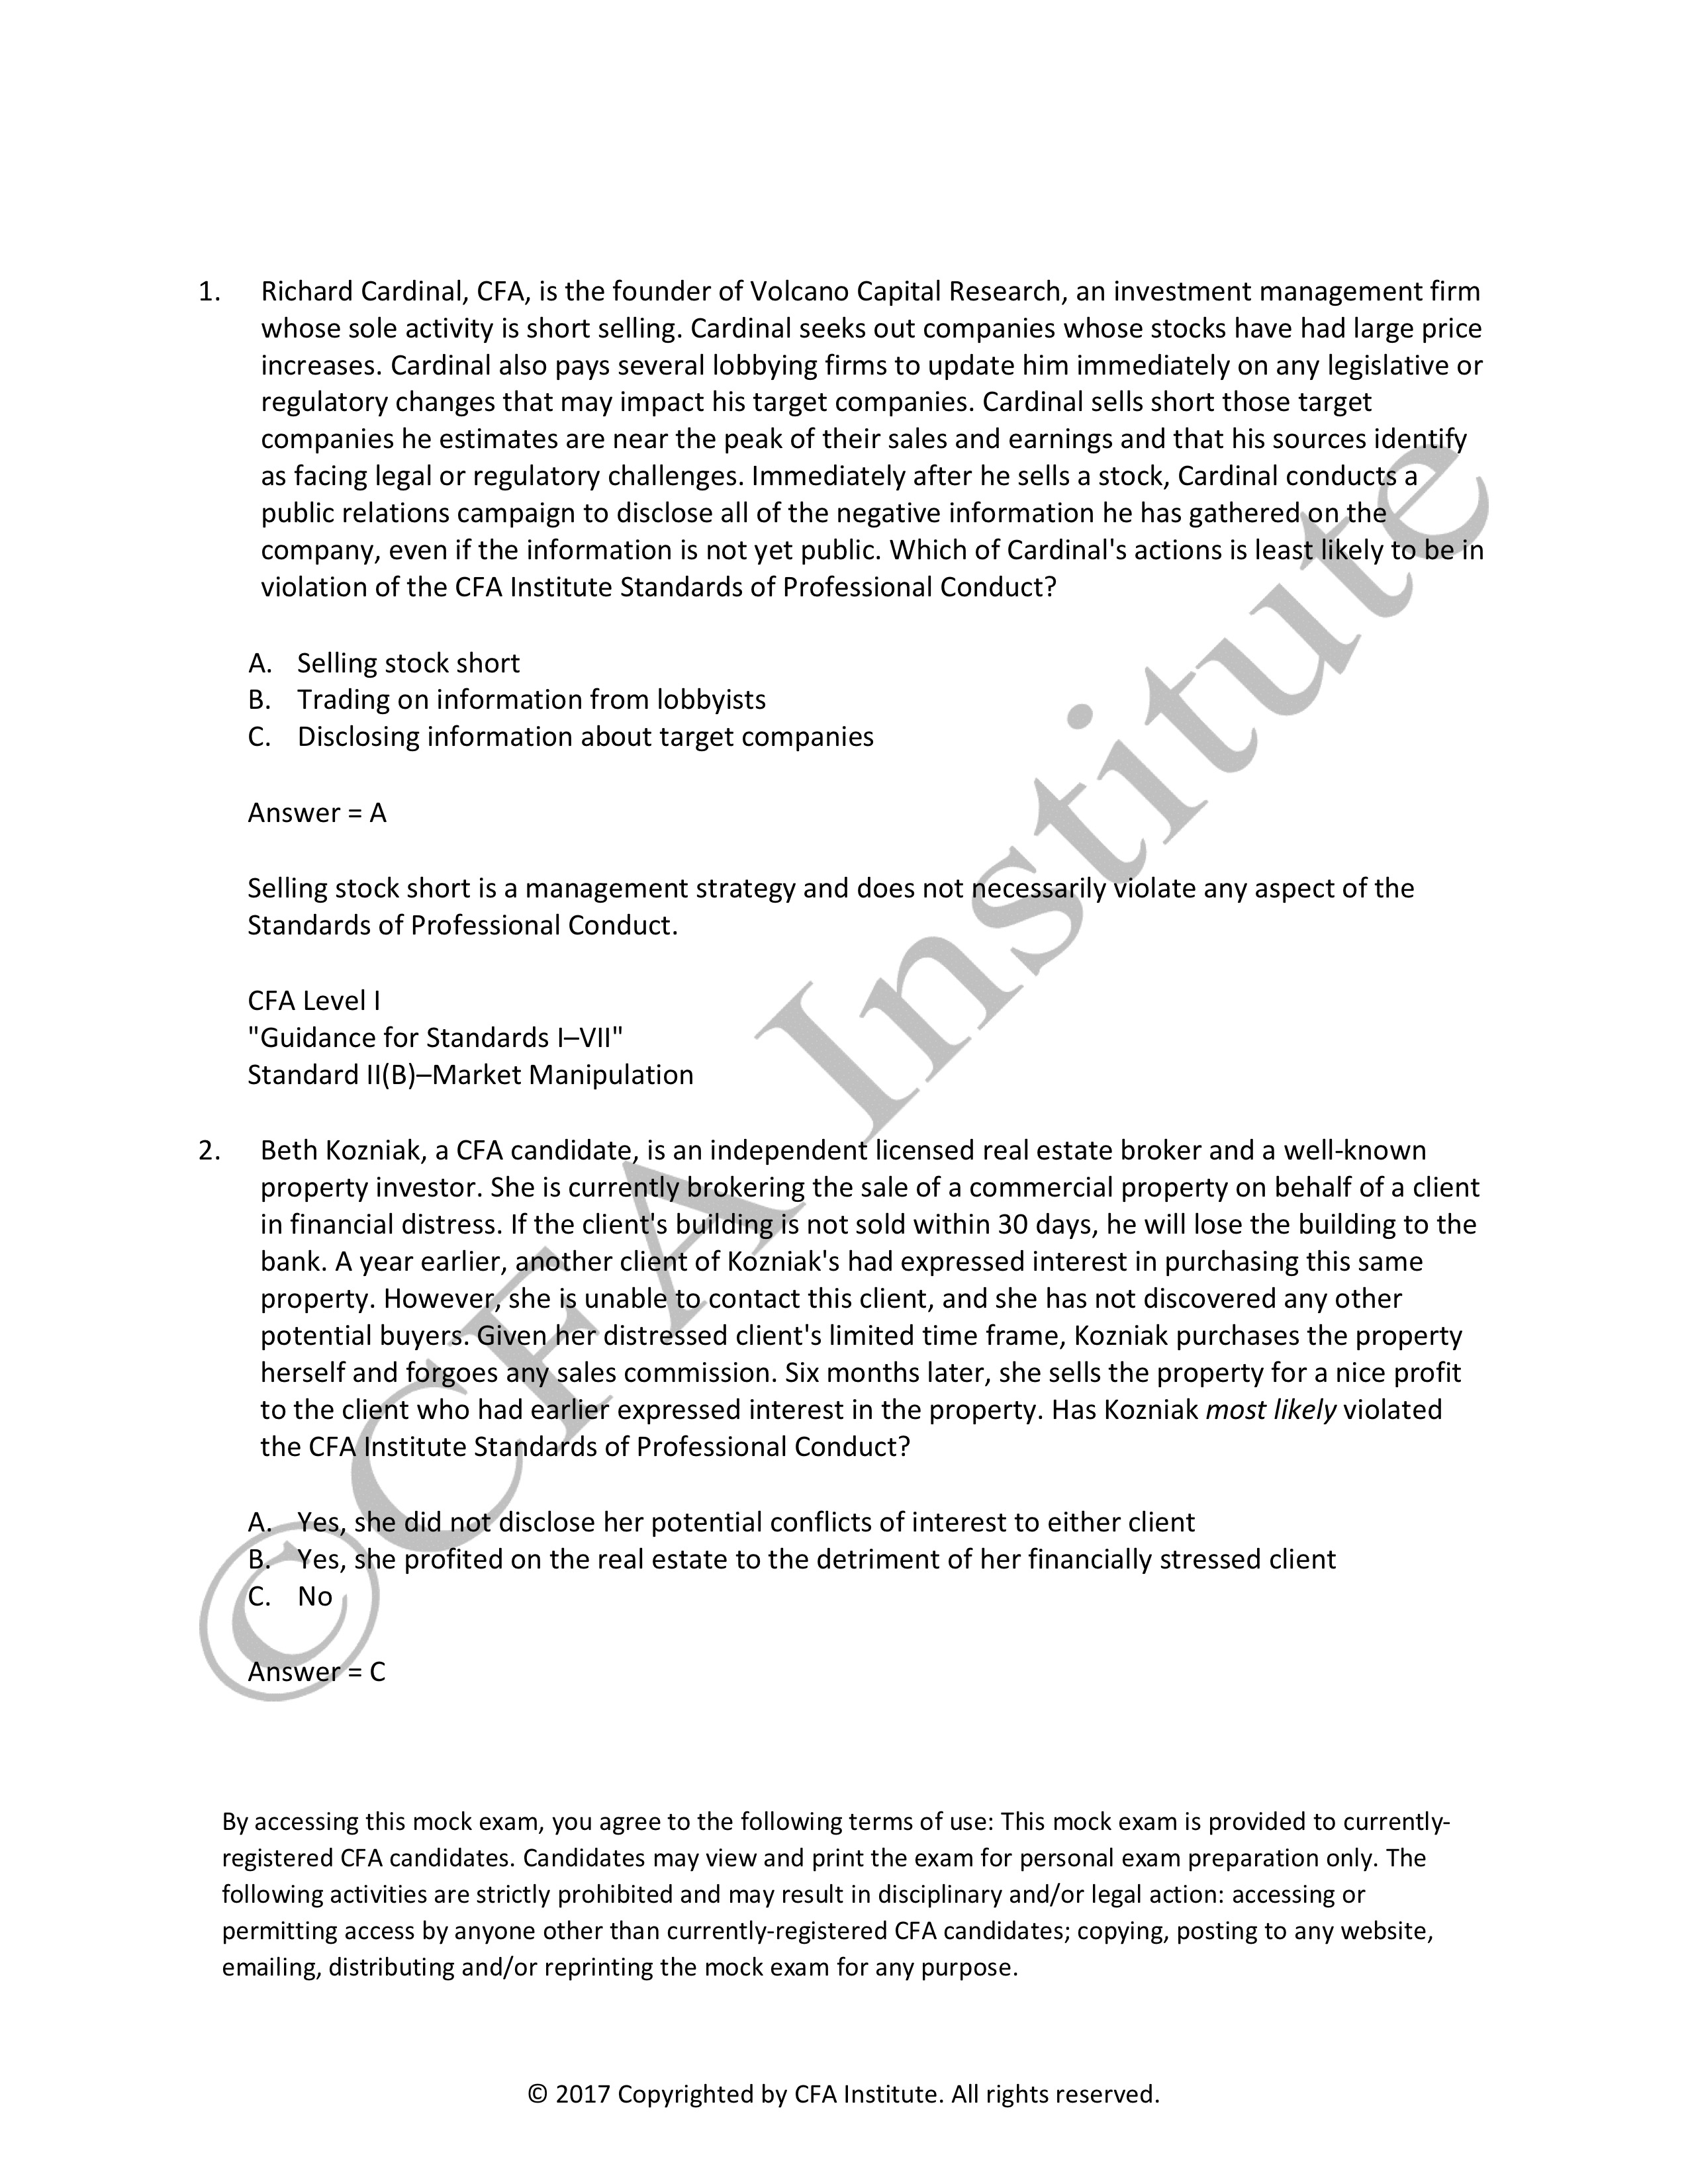 1. Richard Cardinal, CFA, is the founder of Volcano Capital Research, an investment management firm
whose sole activity is short selling. Cardinal seeks out companies whose stocks have had large price
increases. Cardinal also pays several lobbying firms to update him immediately on any legislative or
regulatory changes that may impact his target companies. Cardinal sells short those target
companies he estimates are near the peak of their sales and earnings and that his sources identify
as facing legal or regulatory challenges. Immediately after he sells a stock, Cardinal conducts a
public relations campaign to disclose all of the negative information he has gathered on the
company, even if the information is not yet public. Which of Cardinal's actions is least likely to be in
violation of the CFA Institute Standards of Professional Conduct?
A. Selling stock short
B. Trading on information from lobbyists
C. Disclosing information about target companies
Answer = A
Selling stock short is a management strategy and does not necessarily violate any aspect of the
Standards of Professional Conduct.
CFA Level I
"Guidance for Standards I–VII"
Standard II(B)–Market Manipulation
2. Beth Kozniak, a CFA candidate, is an independent licensed real estate broker and a well-known
property investor. She is currently brokering the sale of a commercial property on behalf of a client
in financial distress. If the client's building is not sold within 30 days, he will lose the building to the
bank. A year earlier, another client of Kozniak's had expressed interest in purchasing this same
property. However, she is unable to contact this client, and she has not discovered any other
potential buyers. Given her distressed client's limited time frame, Kozniak purchases the property
herself and forgoes any sales commission. Six months later, she sells the property for a nice profit
to the client who had earlier expressed interest in the property. Has Kozniak most likely violated
the CFA Institute Standards of Professional Conduct?
A. Yes, she did not disclose her potential conflicts of interest to either client
B. Yes, she profited on the real estate to the detriment of her financially stressed client
C. No
Answer = C
By accessing this mock exam, you agree to the following terms of use: This mock exam is provided to currently-
registered CFA candidates. Candidates may view and print the exam for personal exam preparation only. The
following activities are strictly prohibited and may result in disciplinary and/or legal action: accessing or
permitting access by anyone other than currently-registered CFA candidates; copying, posting to any website,
emailing, distributing and/or reprinting the mock exam for any purpose.
© 2017 Copyrighted by CFA Institute. All rights reserved.
©CFA Institute